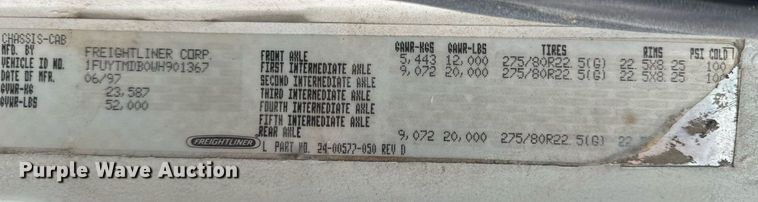 CHASSIS-CAB
MFD. BY FREIGHTLINER CORP.
VEHICLE ID NO. 1FUYTMDB0WH901367
DATE OF MFR. 06/97
GVWR-KG 23,587
GVWR-LBS 52,000
GAWR-KGS GAWR-LBS TIRES RIMS PSI COLD
FRONT AXLE 5,443 12,000 275/80R22.5(G) 22.5X8.25 100
FIRST INTERMEDIATE AXLE 9,072 20,000 275/80R22.5(G) 22.5X8.25
SECOND INTERMEDIATE AXLE
THIRD INTERMEDIATE AXLE
FOURTH INTERMEDIATE AXLE
FIFTH INTERMEDIATE AXLE
REAR AXLE 9,072 20,000 275/80R22.5(G)
FREIGHTLINER
L PART NO. 24-00577-050 REV D
Purple Wave Auction